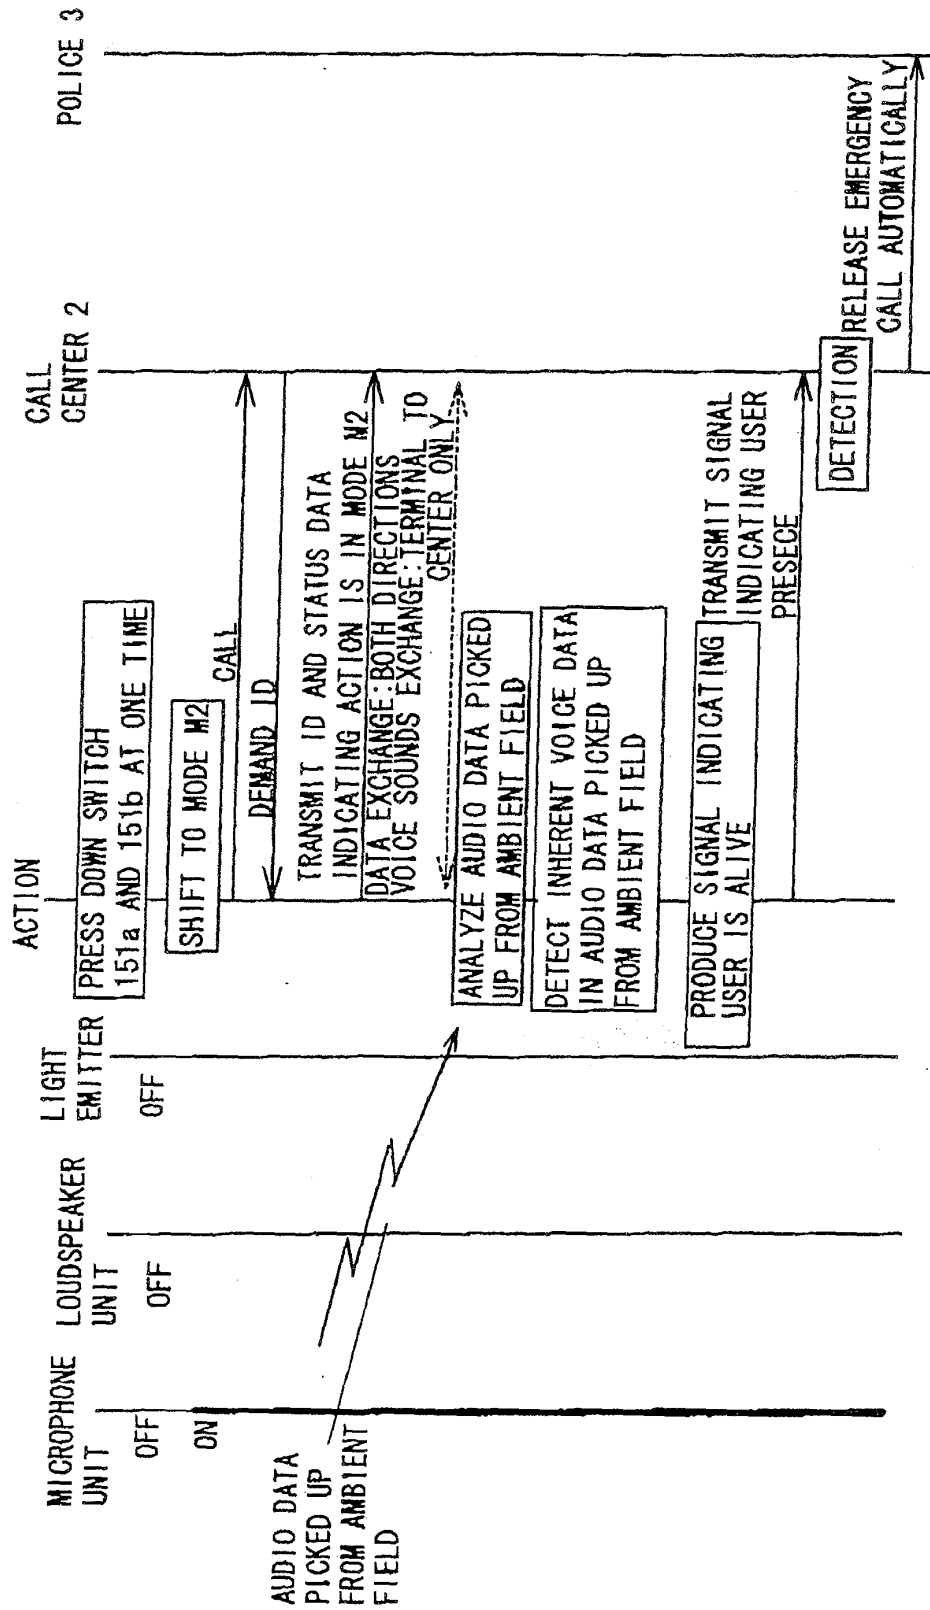 MICROPHONE
UNIT
LOUDSPEAKER
UNIT
LIGHT
EMITTER
ACTION
CALL
CENTER 2
POLICE 3
OFF
OFF
OFF
ON
PRESS DOWN SWITCH
151a AND 151b AT ONE TIME
SHIFT TO MODE M2
CALL
DEMAND ID
TRANSMIT ID AND STATUS DATA
INDICATING ACTION IS IN MODE M2
DATA EXCHANGE:BOTH DIRECTIONS
VOICE SOUNDS EXCHANGE:TERMINAL TO
CENTER ONLY
AUDIO DATA
PICKED UP
FROM AMBIENT
FIELD
ANALYZE AUDIO DATA PICKED
UP FROM AMBIENT FIELD
DETECT INHERENT VOICE DATA
IN AUDIO DATA PICKED UP
FROM AMBIENT FIELD
PRODUCE SIGNAL INDICATING
USER IS ALIVE
TRANSMIT SIGNAL
INDICATING USER
PRESECE
DETECTION
RELEASE EMERGENCY
CALL AUTOMATICALLY